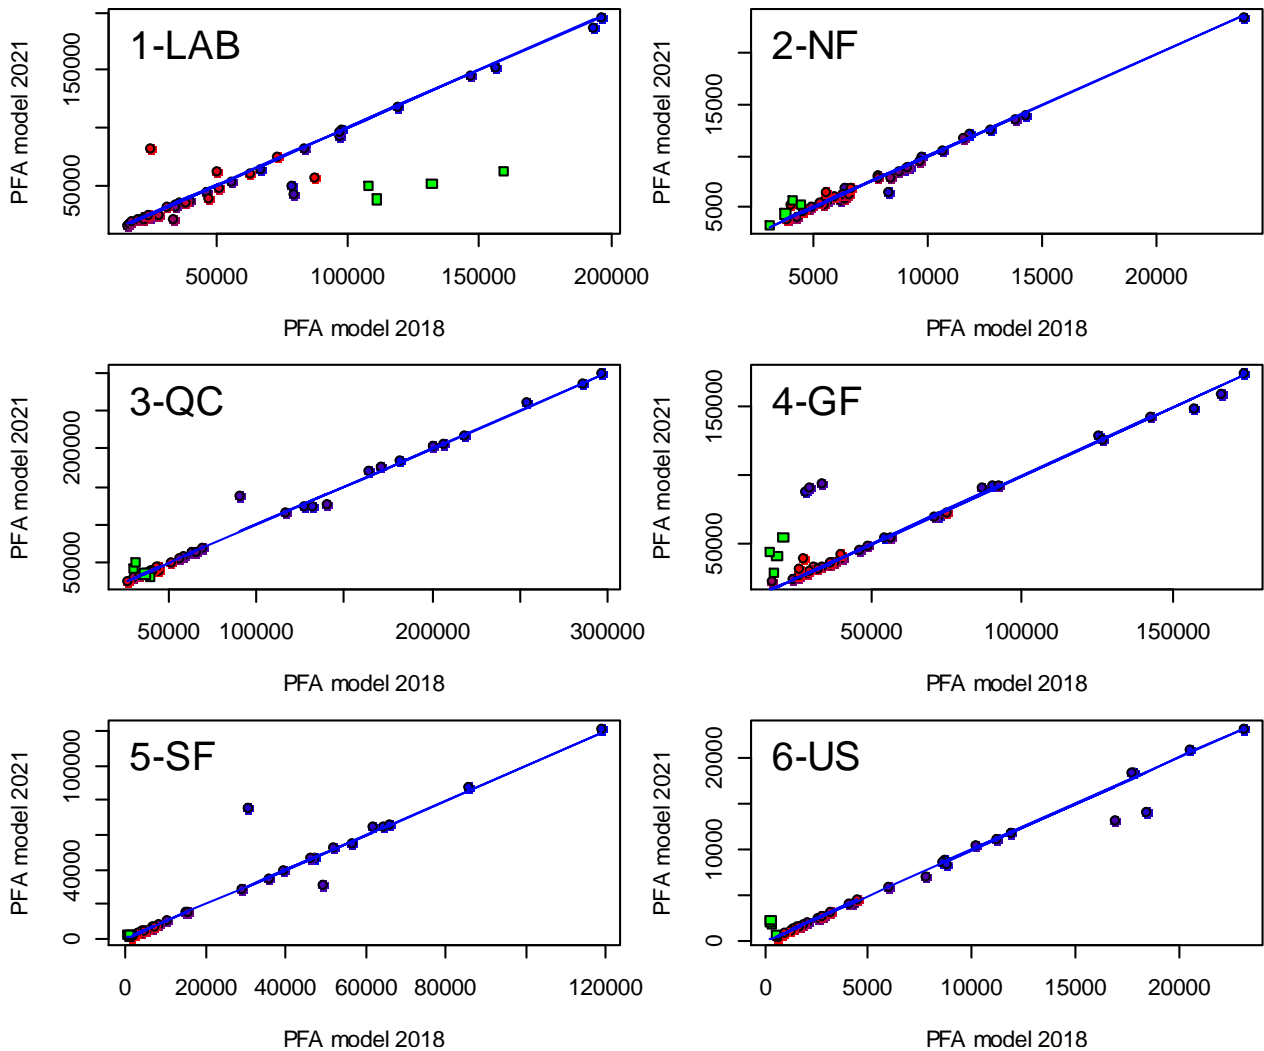 1-LAB
PFA model 2021
50000
150000
50000
100000
150000
200000
PFA model 2018
2-NF
PFA model 2021
5000
15000
5000
10000
15000
20000
PFA model 2018
3-QC
PFA model 2021
50000
200000
50000
100000
200000
300000
PFA model 2018
4-GF
PFA model 2021
50000
150000
50000
100000
150000
PFA model 2018
5-SF
PFA model 2021
0
40000
100000
0
20000
40000
60000
80000
120000
PFA model 2018
6-US
PFA model 2021
0
10000
20000
0
5000
10000
15000
20000
PFA model 2018